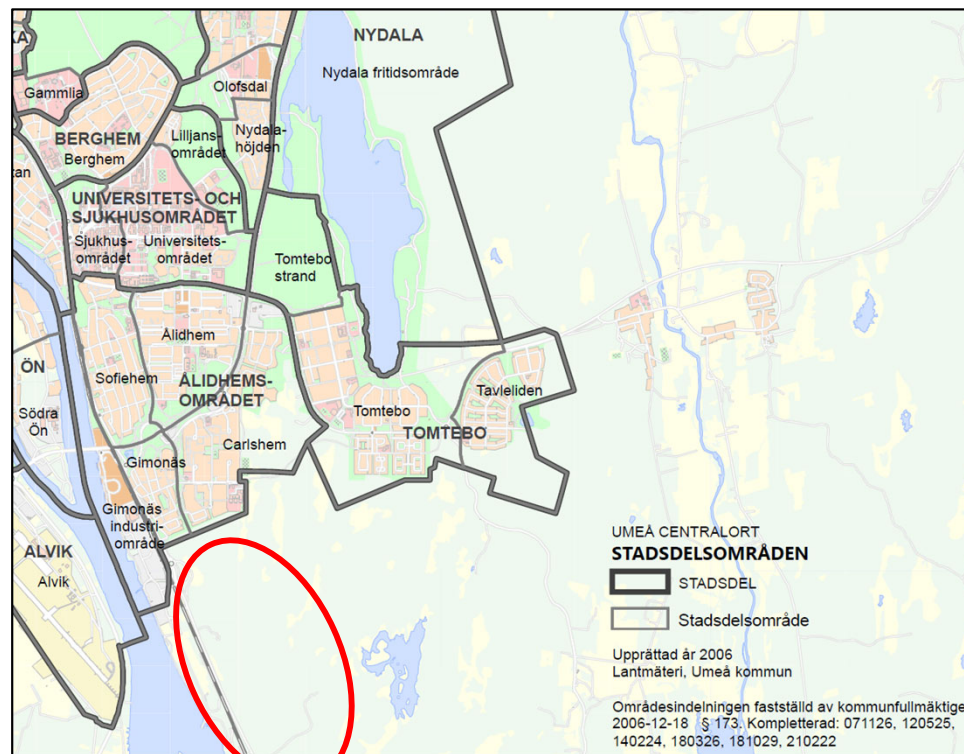 KA
NYDALA
Nydala fritidsområde
Olofsdal
Gammlia
BERGHEM
Berghem
Lilljans-
området
Nydala-
höjden
tan
UNIVERSITETS- OCH
SJUKHUSOMRÅDET
Sjukhus-
området
Universitets-
området
Tomtebo
strand
Ålidhem
ÖN
Sofiehem
ÅLIDHEMS-
OMRÅDET
Södra
Ön
Tomtebo
Tavleliden
TOMTEBO
Carlshem
Gimonäs
Gimonäs
industri-
område
ALVIK
Alvik
UMEÅ CENTRALORT
STADSDELSOMRÅDEN
STADSDEL
Stadsdelsområde
Upprättad år 2006
Lantmäteri, Umeå kommun
Områdesindelningen fastställd av kommunfullmäktige
2006-12-18 § 173. Kompletterad: 071126, 120525,
140224, 180326, 181029, 210222